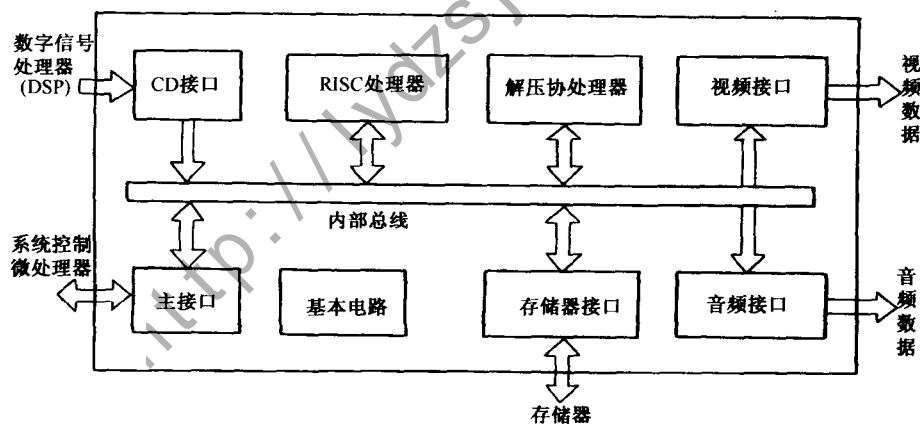 数字信号
处理器
(DSP)
CD接口
RISC处理器
解压协处理器
视频接口
视频数据
内部总线
系统控制
微处理器
主接口
基本电路
存储器接口
音频接口
音频数据
存储器
http://lydzsj